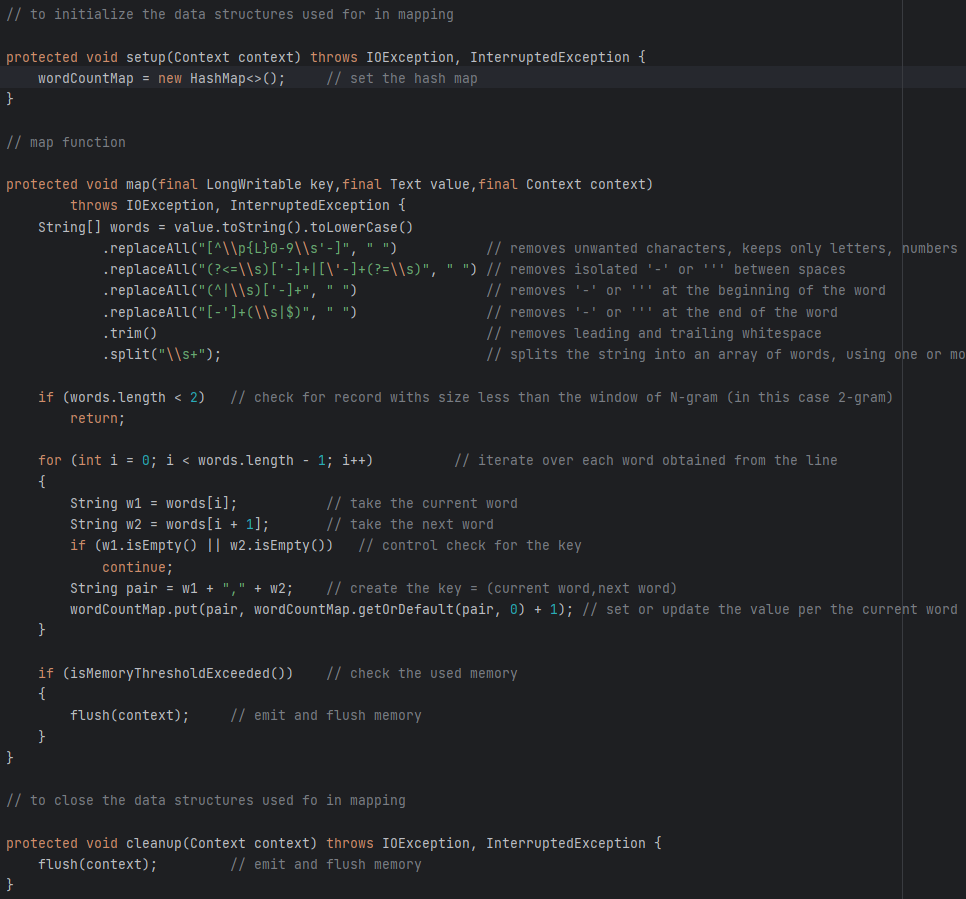 // to initialize the data structures used for in mapping
protected void setup(Context context) throws IOException, InterruptedException {
    wordCountMap = new HashMap<>();     // set the hash map
}
// map function
protected void map(final LongWritable key,final Text value,final Context context)
        throws IOException, InterruptedException {
    String[] words = value.toString().toLowerCase()
            .replaceAll("[^\\p{L}0-9\\s'-]", " ")           // removes unwanted characters, keeps only letters, numbers
            .replaceAll("(?<=\\s)['-]+|[\'-]+(?=\\s)", " ") // removes isolated '-' or ''' between spaces
            .replaceAll("(^|\\s)['-]+", " ")                // removes '-' or ''' at the beginning of the word
            .replaceAll("[-']+(\\s|$)", " ")                // removes '-' or ''' at the end of the word
            .trim()                                         // removes leading and trailing whitespace
            .split("\\s+");                                 // splits the string into an array of words, using one or mo
    if (words.length < 2)   // check for record withs size less than the window of N-gram (in this case 2-gram)
        return;
    for (int i = 0; i < words.length - 1; i++)          // iterate over each word obtained from the line
    {
        String w1 = words[i];           // take the current word
        String w2 = words[i + 1];       // take the next word
        if (w1.isEmpty() || w2.isEmpty())   // control check for the key
            continue;
        String pair = w1 + "," + w2;    // create the key = (current word,next word)
        wordCountMap.put(pair, wordCountMap.getOrDefault(pair, 0) + 1); // set or update the value per the current word
    }
    if (isMemoryThresholdExceeded())    // check the used memory
    {
        flush(context);     // emit and flush memory
    }
}
// to close the data structures used fo in mapping
protected void cleanup(Context context) throws IOException, InterruptedException {
    flush(context);         // emit and flush memory
}